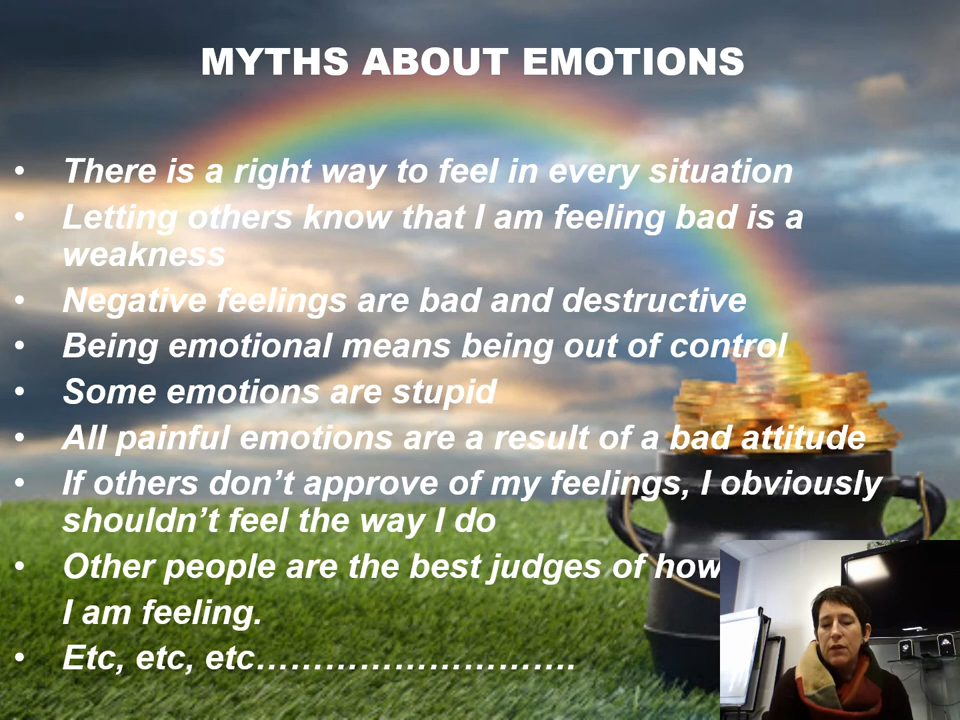 MYTHS ABOUT EMOTIONS
• There is a right way to feel in every situation
• Letting others know that I am feeling bad is a
weakness
• Negative feelings are bad and destructive
• Being emotional means being out of control
• Some emotions are stupid
• All painful emotions are a result of a bad attitude
• If others don’t approve of my feelings, I obviously
shouldn’t feel the way I do
• Other people are the best judges of how
I am feeling.
• Etc, etc, etc………………………….